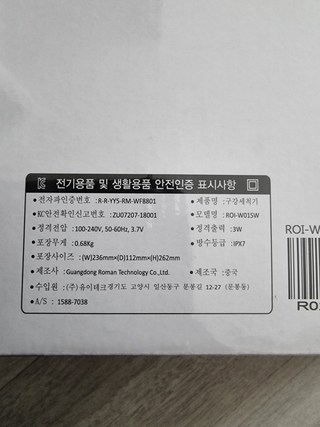 전기용품 및 생활용품 안전인증 표시사항
• 전자파인증번호 :R-R-YY5-RM-WF8801 • 제품명 :구강세척기
• KC안전확인신고번호 :ZU07207-18001 • 모델명 :ROI-W01SW
• 정격전압 :100-240V, 50-60Hz, 3.7V • 정격출력 :3W
• 포장무게 :0.68Kg • 방수등급 :IPX7
• 포장사이즈 :(W)236mm×(D)112mm×(H)262mm
• 제조사 :Guangdong Roman Technology Co.,Ltd. • 제조국 :중국
• 수입원 :(주)유이테크경기도 고양시 일산동구 문봉길 12-27 (문봉동)
• A/S : 1588-7038
ROI-W